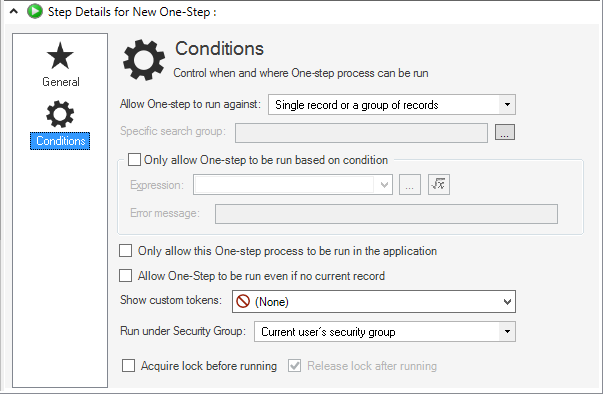 Step Details for New One-Step :
General
Conditions
Conditions
Control when and where One-step process can be run
Allow One-step to run against: Single record or a group of records
Specific search group: ...
Only allow One-step to be run based on condition
Expression: ... √x
Error message:
Only allow this One-step process to be run in the application
Allow One-Step to be run even if no current record
Show custom tokens: (None)
Run under Security Group: Current user's security group
Acquire lock before running Release lock after running